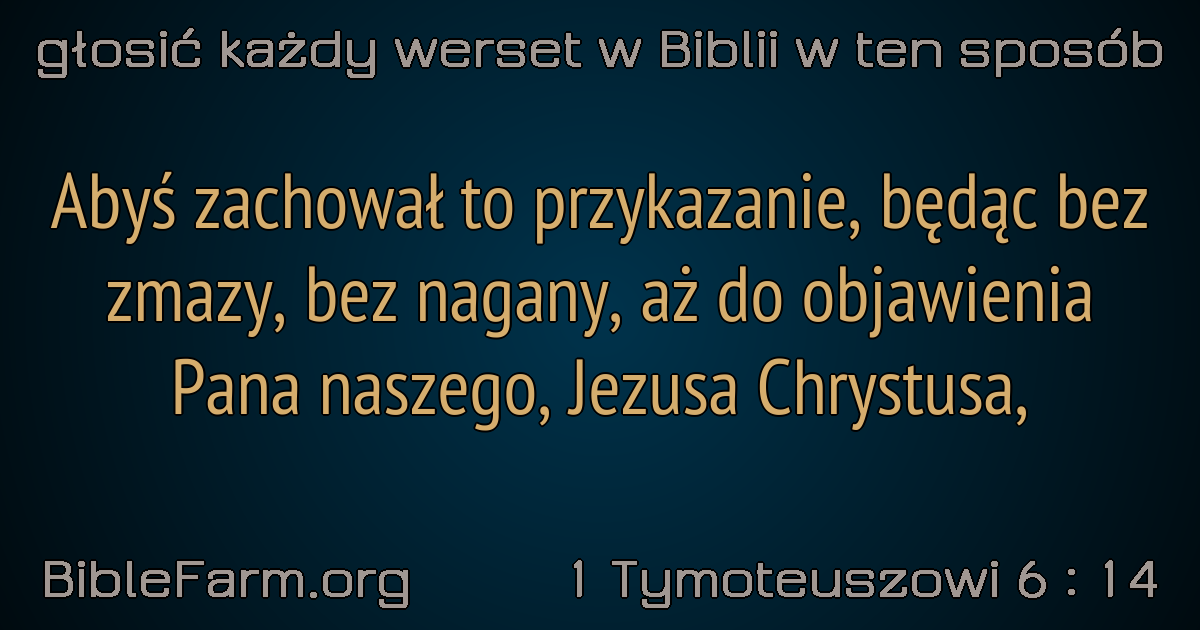 głosić każdy werset w Biblii w ten sposób
Abyś zachował to przykazanie, będąc bez
zmazy, bez nagany, aż do objawienia
Pana naszego, Jezusa Chrystusa,
BibleFarm.org 1 Tymoteuszowi 6 : 14